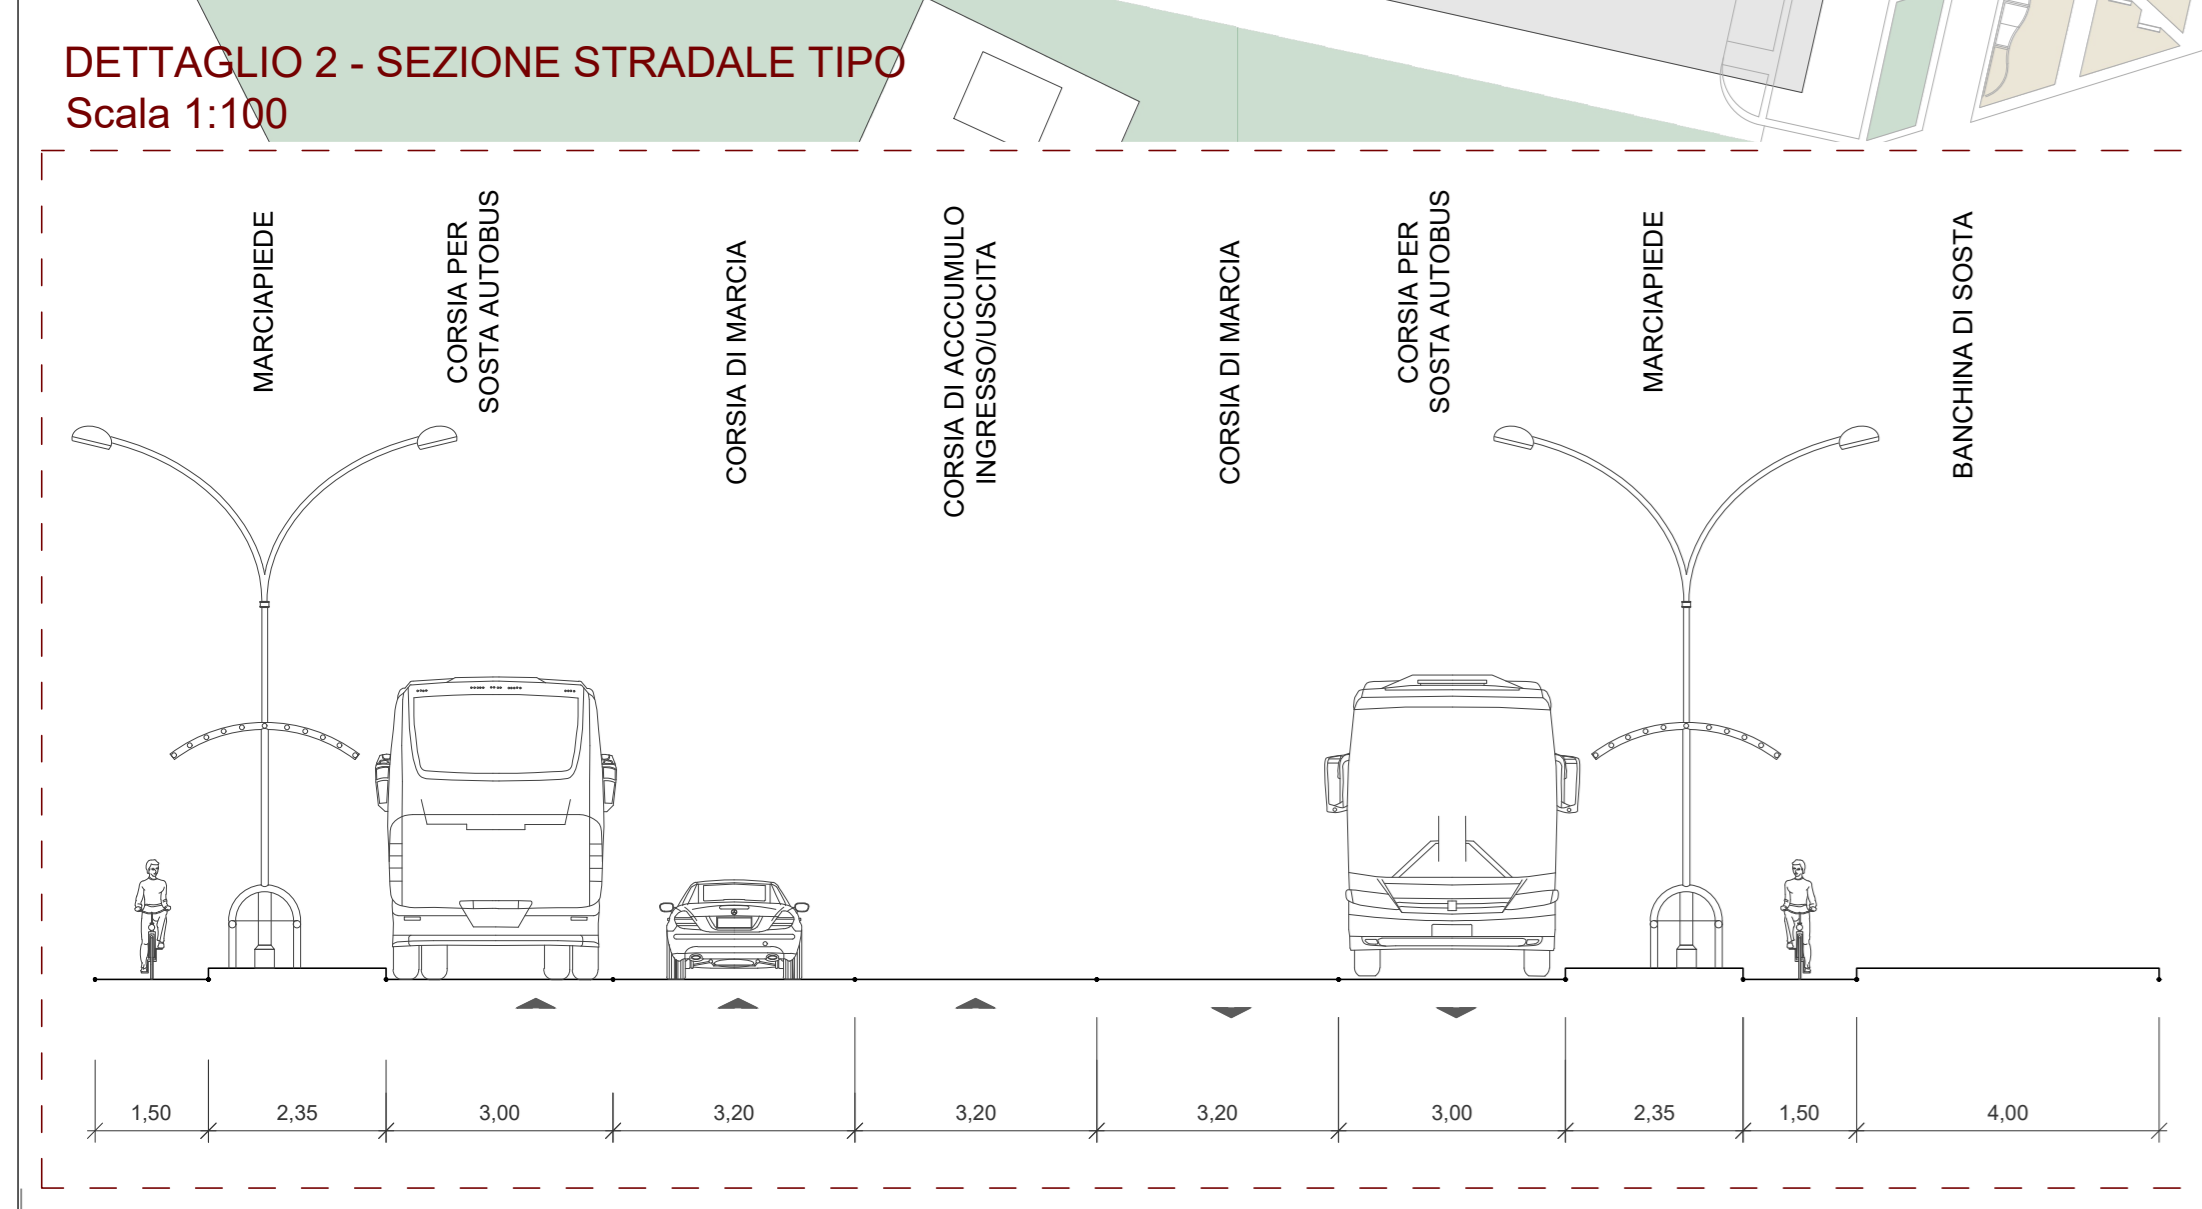 DETTAGLIO 2 - SEZIONE STRADALE TIPO
Scala 1:100
MARCIAPIEDE
CORSIA PER
SOSTA AUTOBUS
CORSIA DI MARCIA
CORSIA DI ACCCUMULO
INGRESSO/USCITA
CORSIA DI MARCIA
CORSIA PER
SOSTA AUTOBUS
MARCIAPIEDE
BANCHINA DI SOSTA
1,50
2,35
3,00
3,20
3,20
3,20
3,00
2,35
1,50
4,00